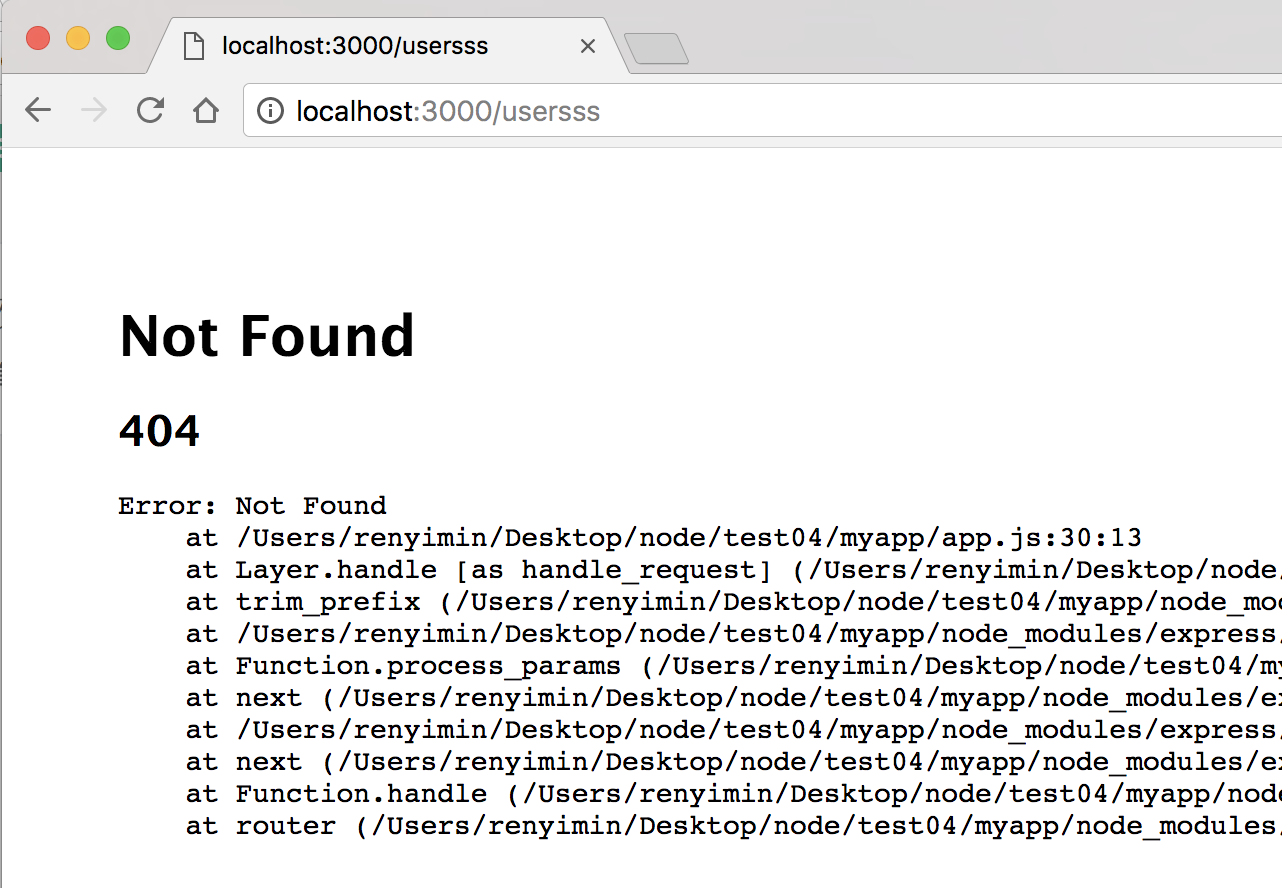 localhost:3000/usersss
localhost:3000/usersss
Not Found
404
Error: Not Found
at /Users/renyimin/Desktop/node/test04/myapp/app.js:30:13
at Layer.handle [as handle_request] (/Users/renyimin/Desktop/node/
at trim_prefix (/Users/renyimin/Desktop/node/test04/myapp/node_mod
at /Users/renyimin/Desktop/node/test04/myapp/node_modules/express/
at Function.process_params (/Users/renyimin/Desktop/node/test04/my
at next (/Users/renyimin/Desktop/node/test04/myapp/node_modules/ex
at /Users/renyimin/Desktop/node/test04/myapp/node_modules/express/
at next (/Users/renyimin/Desktop/node/test04/myapp/node_modules/ex
at Function.handle (/Users/renyimin/Desktop/node/test04/myapp/node
at router (/Users/renyimin/Desktop/node/test04/myapp/node_modules/